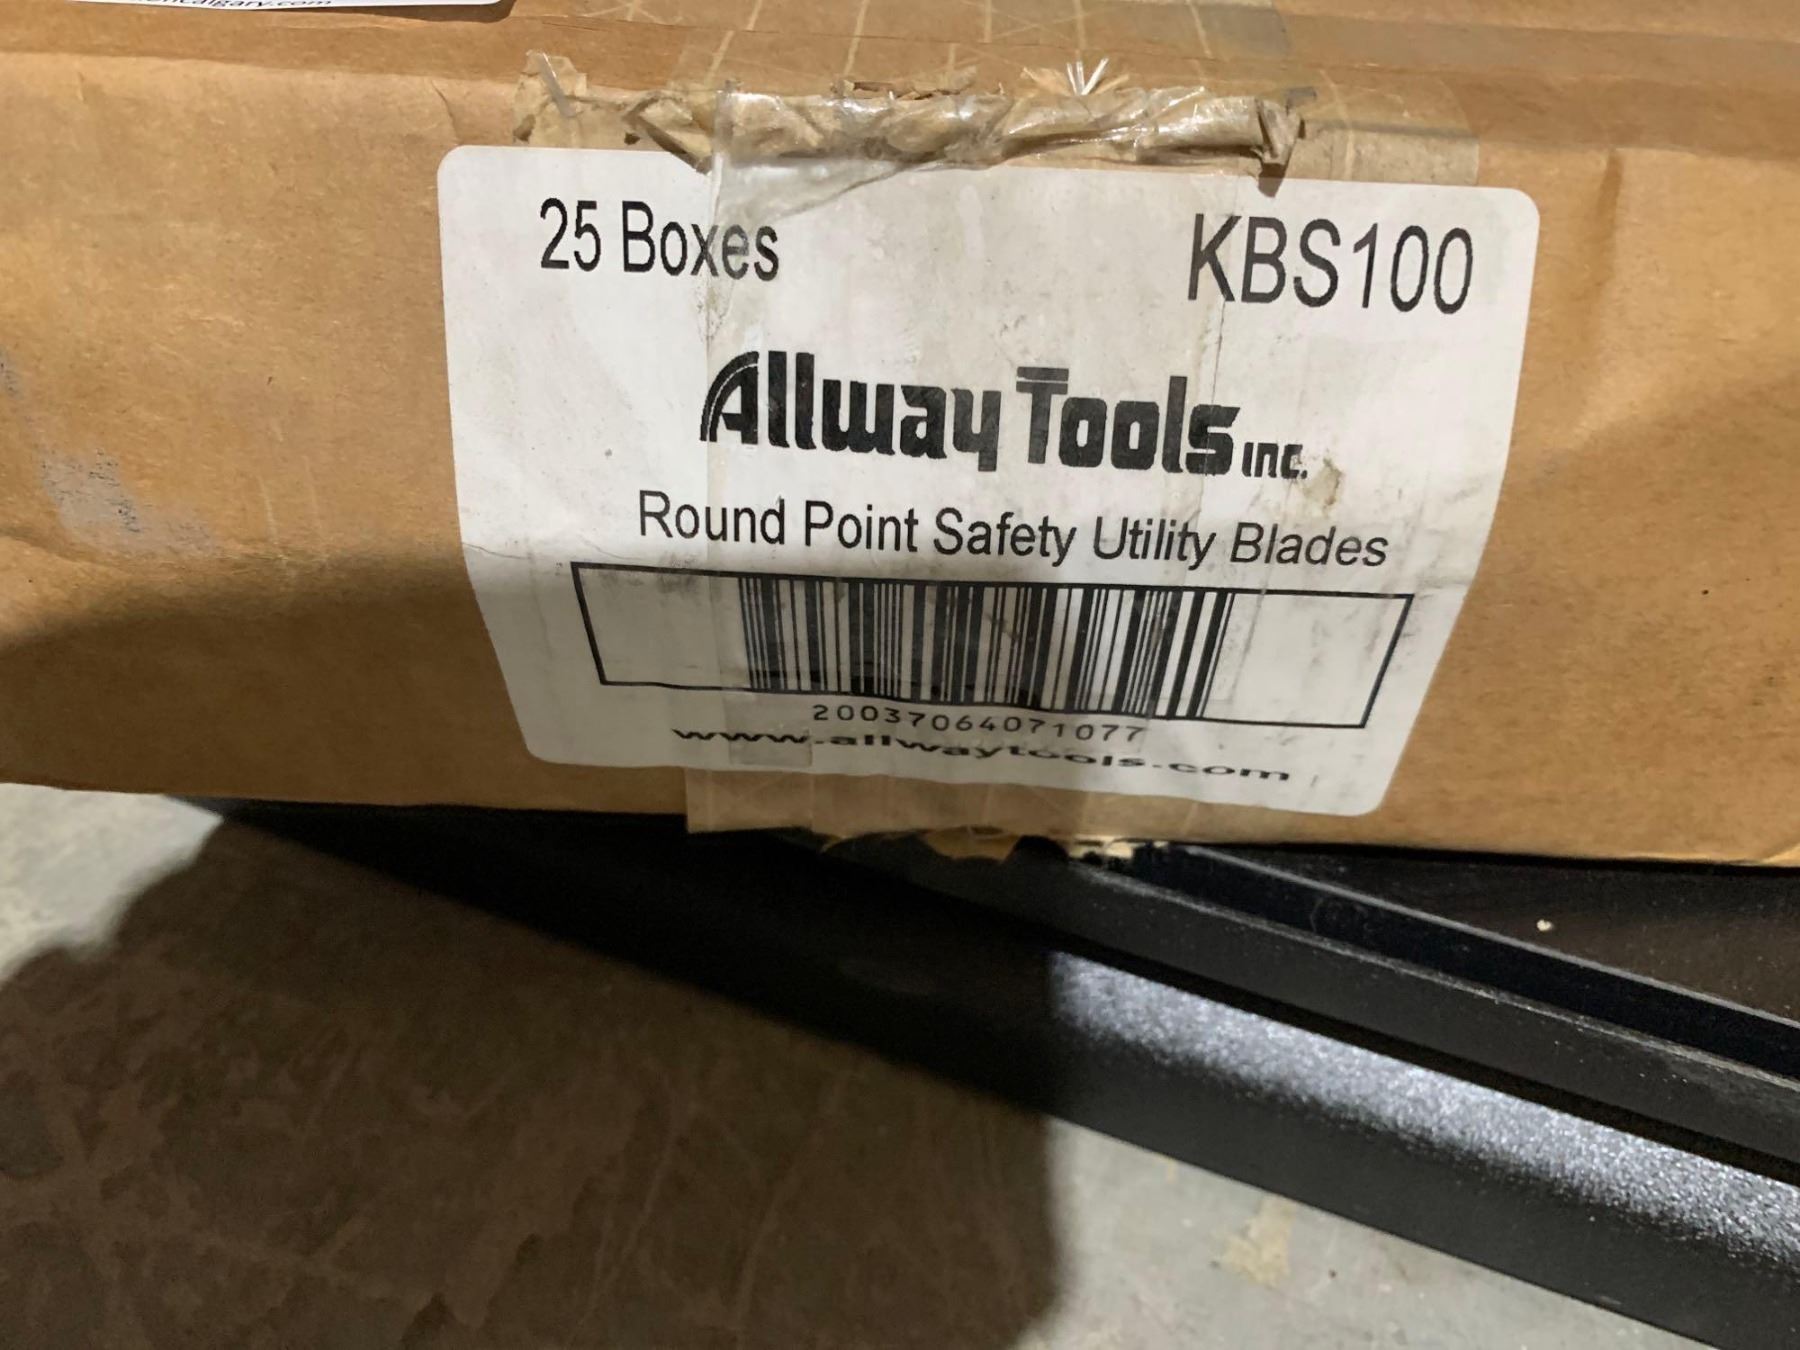 25 Boxes KBS100
Allway Tools inc.
Round Point Safety Utility Blades
20037064071077
www.allwaytools.com